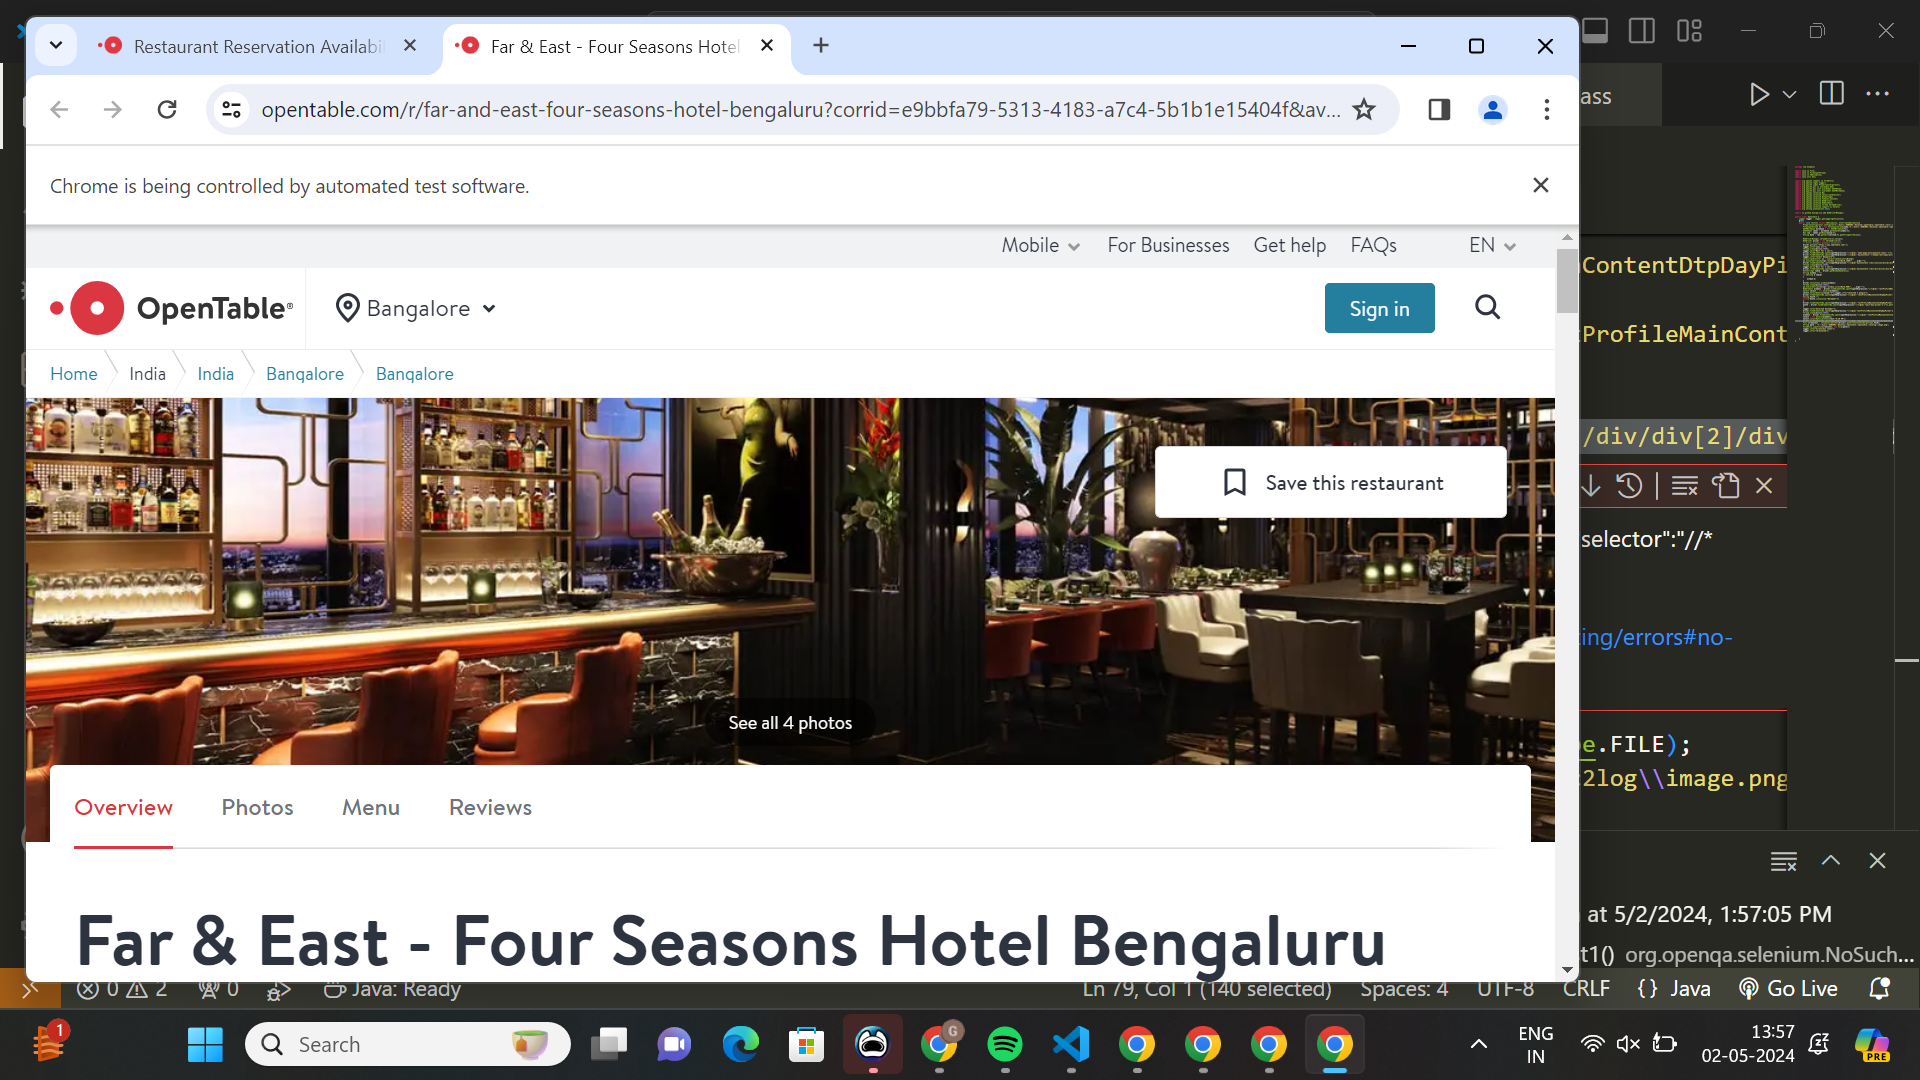 Restaurant Reservation Availabi
Far & East - Four Seasons Hotel
opentable.com/r/far-and-east-four-seasons-hotel-bengaluru?corrid=e9bbfa79-5313-4183-a7c4-5b1b1e15404f&av...
ass
Chrome is being controlled by automated test software.
Mobile
For Businesses
Get help
FAQs
EN
ContentDtpDayPi
OpenTable®
Bangalore
Sign in
ProfileMainCont
Home
India
India
Bangalore
Bangalore
/div/div[2]/div
Save this restaurant
selector":"//*
ting/errors#no-
See all 4 photos
e.FILE);
2log\\image.png
Overview
Photos
Menu
Reviews
at 5/2/2024, 1:57:05 PM
Far & East - Four Seasons Hotel Bengaluru
t1() org.openqa.selenium.NoSuch...
0
2
0
Java: Ready
Ln 79, Col 1 (140 selected)
Spaces: 4
UTF-8
CRLF
{} Java
Go Live
1
Search
G
ENG
IN
13:57
02-05-2024
PRE